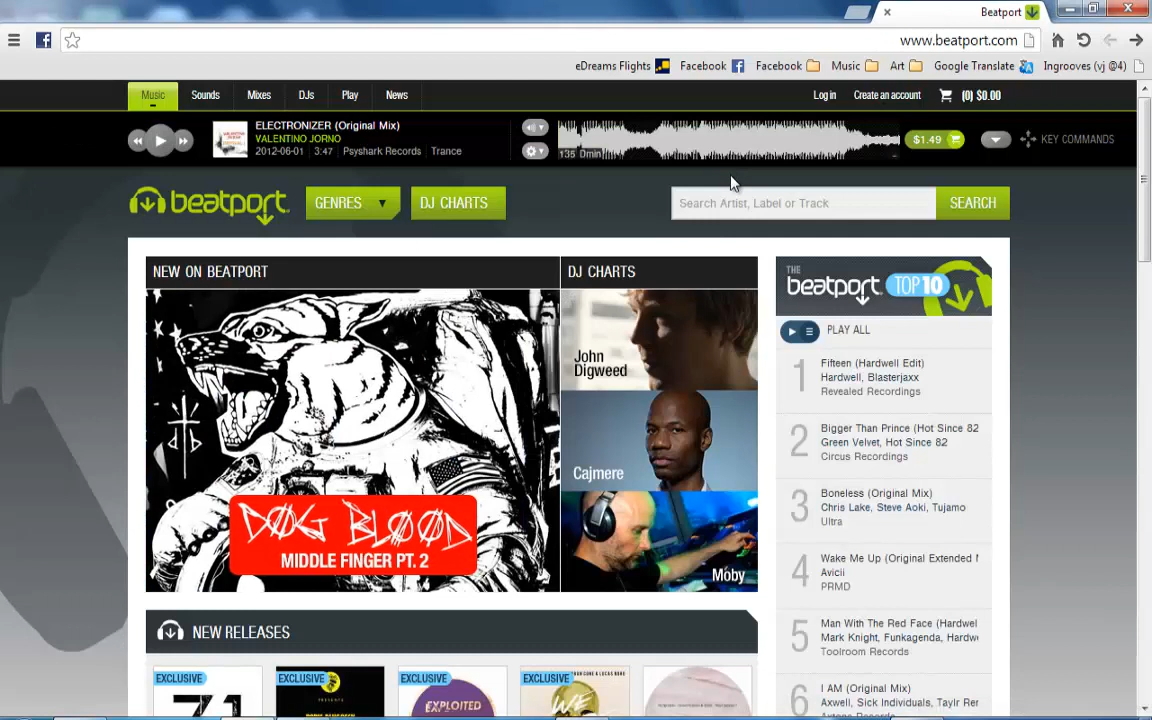 Beatport
www.beatport.com
eDreams Flights Facebook Facebook Music Art Google Translate Ingrooves (vj @4)
Music Sounds Mixes DJs Play News Log in Create an account (0) $0.00
ELECTRONIZER (Original Mix)
VALENTINO JORNO
2012-06-01 3:47 Psyshark Records Trance
135 Dmin
$1.49
KEY COMMANDS
beatport GENRES DJ CHARTS Search Artist, Label or Track SEARCH
NEW ON BEATPORT
DJ CHARTS
John
Digweed
Cajmere
Moby
db
DOG BLOOD
MIDDLE FINGER PT. 2
THE
beatport TOP 10
PLAY ALL
1 Fifteen (Hardwell Edit)
Hardwell, Blasterjaxx
Revealed Recordings
2 Bigger Than Prince (Hot Since 82
Green Velvet, Hot Since 82
Circus Recordings
3 Boneless (Original Mix)
Chris Lake, Steve Aoki, Tujamo
Ultra
4 Wake Me Up (Original Extended M
Avicii
PRMD
5 Man With The Red Face (Hardwel
Mark Knight, Funkagenda, Hardwe
Toolroom Records
6 I AM (Original Mix)
Axwell, Sick Individuals, Taylr Ren
NEW RELEASES
EXCLUSIVE EXCLUSIVE EXCLUSIVE EXCLUSIVE
EXPLOITED
WE